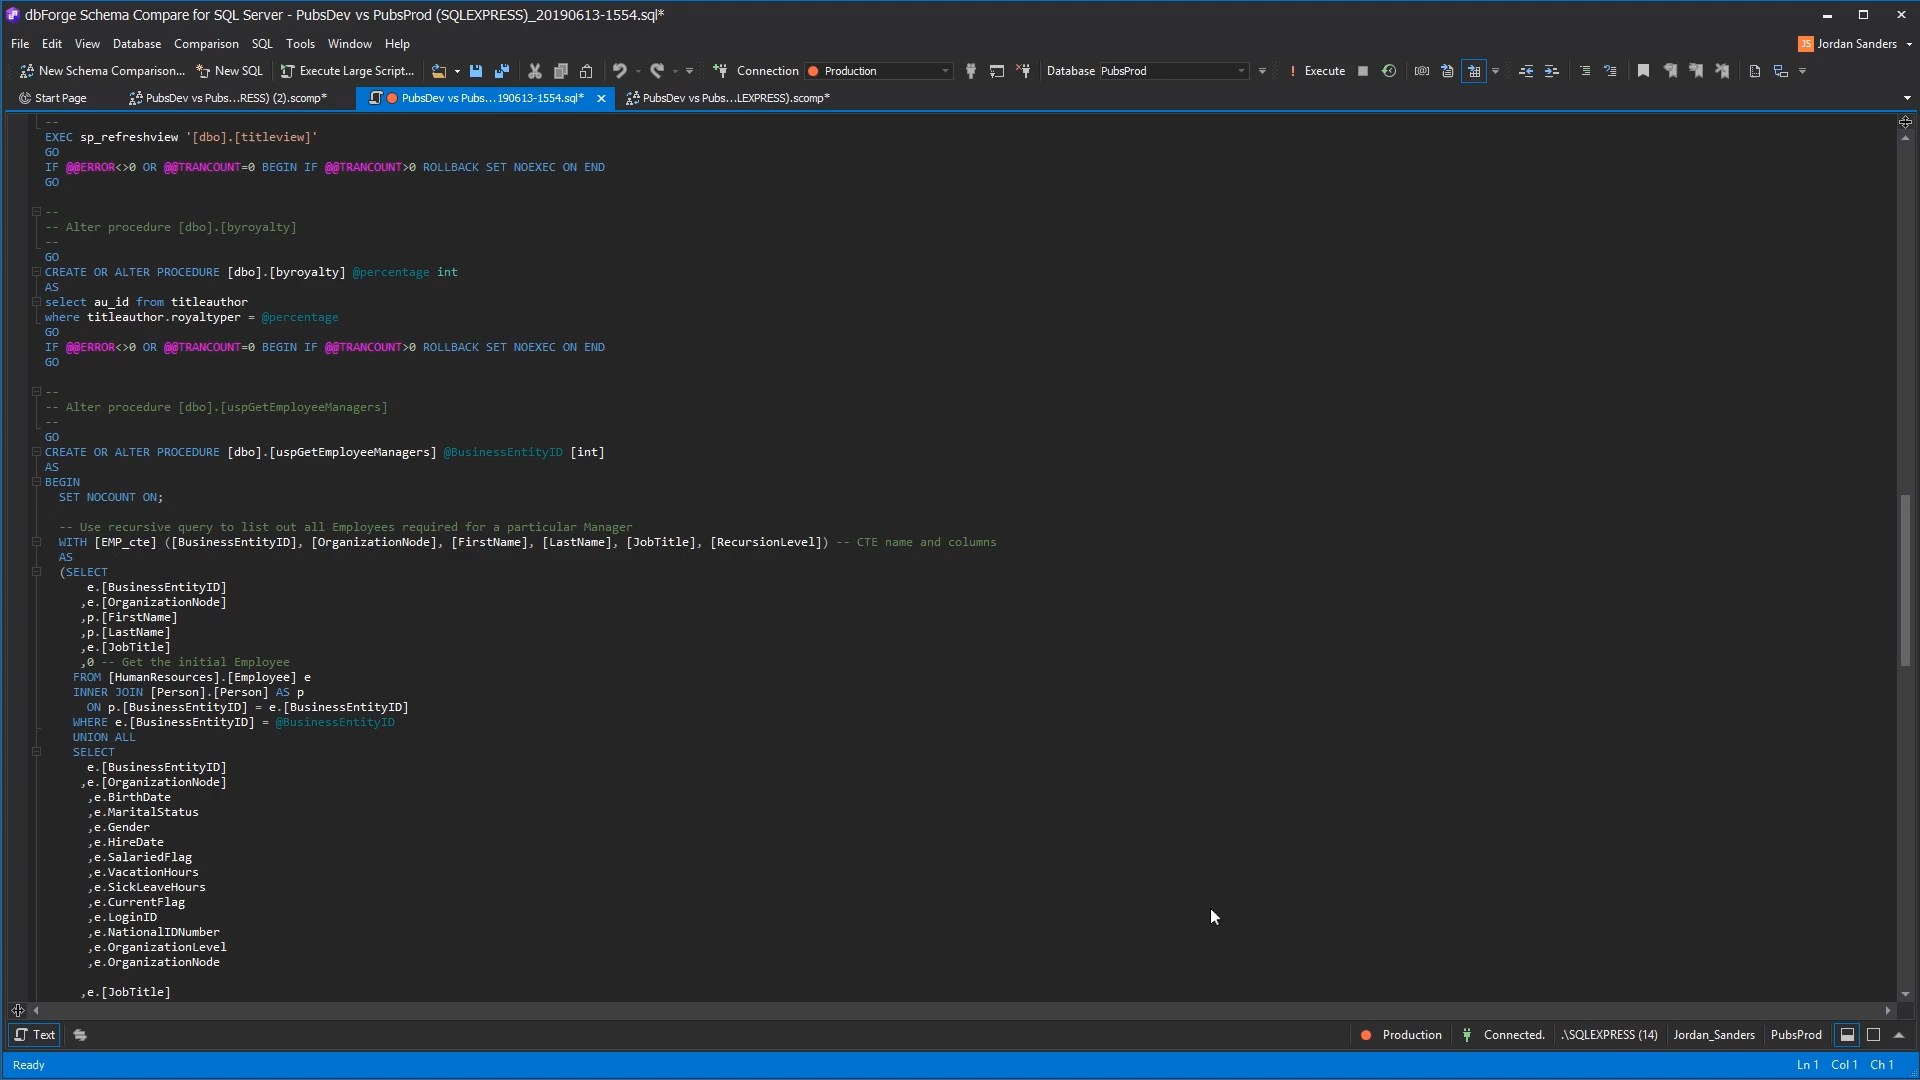 dbForge Schema Compare for SQL Server - PubsDev vs PubsProd (SQLEXPRESS)_20190613-1554.sql*
File Edit View Database Comparison SQL Tools Window Help
JS Jordan Sanders
New Schema Comparison... New SQL Execute Large Script... Connection Production Database PubsProd ! Execute
Start Page PubsDev vs Pubs...RESS) (2).scomp* PubsDev vs Pubs...190613-1554.sql* PubsDev vs Pubs...LEXPRESS).scomp*
--
EXEC sp_refreshview '[dbo].[titleview]'
GO
IF @@ERROR<>0 OR @@TRANCOUNT=0 BEGIN IF @@TRANCOUNT>0 ROLLBACK SET NOEXEC ON END
GO
--
-- Alter procedure [dbo].[byroyalty]
--
GO
CREATE OR ALTER PROCEDURE [dbo].[byroyalty] @percentage int
AS
select au_id from titleauthor
where titleauthor.royaltyper = @percentage
GO
IF @@ERROR<>0 OR @@TRANCOUNT=0 BEGIN IF @@TRANCOUNT>0 ROLLBACK SET NOEXEC ON END
GO
--
-- Alter procedure [dbo].[uspGetEmployeeManagers]
--
GO
CREATE OR ALTER PROCEDURE [dbo].[uspGetEmployeeManagers] @BusinessEntityID [int]
AS
BEGIN
SET NOCOUNT ON;
-- Use recursive query to list out all Employees required for a particular Manager
WITH [EMP_cte] ([BusinessEntityID], [OrganizationNode], [FirstName], [LastName], [JobTitle], [RecursionLevel]) -- CTE name and columns
AS
(SELECT
e.[BusinessEntityID]
,e.[OrganizationNode]
,p.[FirstName]
,p.[LastName]
,e.[JobTitle]
,0 -- Get the initial Employee
FROM [HumanResources].[Employee] e
INNER JOIN [Person].[Person] AS p
ON p.[BusinessEntityID] = e.[BusinessEntityID]
WHERE e.[BusinessEntityID] = @BusinessEntityID
UNION ALL
SELECT
e.[BusinessEntityID]
,e.[OrganizationNode]
,e.BirthDate
,e.MaritalStatus
,e.Gender
,e.HireDate
,e.SalariedFlag
,e.VacationHours
,e.SickLeaveHours
,e.CurrentFlag
,e.LoginID
,e.NationalIDNumber
,e.OrganizationLevel
,e.OrganizationNode
,e.[JobTitle]
Text Production Connected. .\SQLEXPRESS (14) Jordan_Sanders PubsProd
Ready Ln 1 Col 1 Ch 1